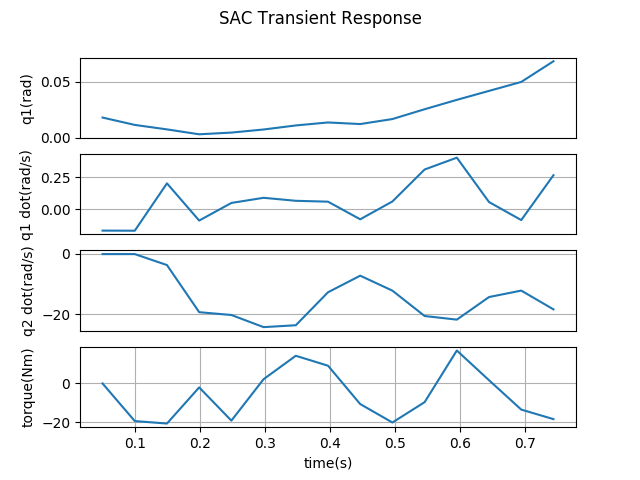 SAC Transient Response
q1(rad)
0.05
0.00
q1 dot(rad/s)
0.25
0.00
q2 dot(rad/s)
0
−20
torque(Nm)
0
−20
0.1 0.2 0.3 0.4 0.5 0.6 0.7
time(s)